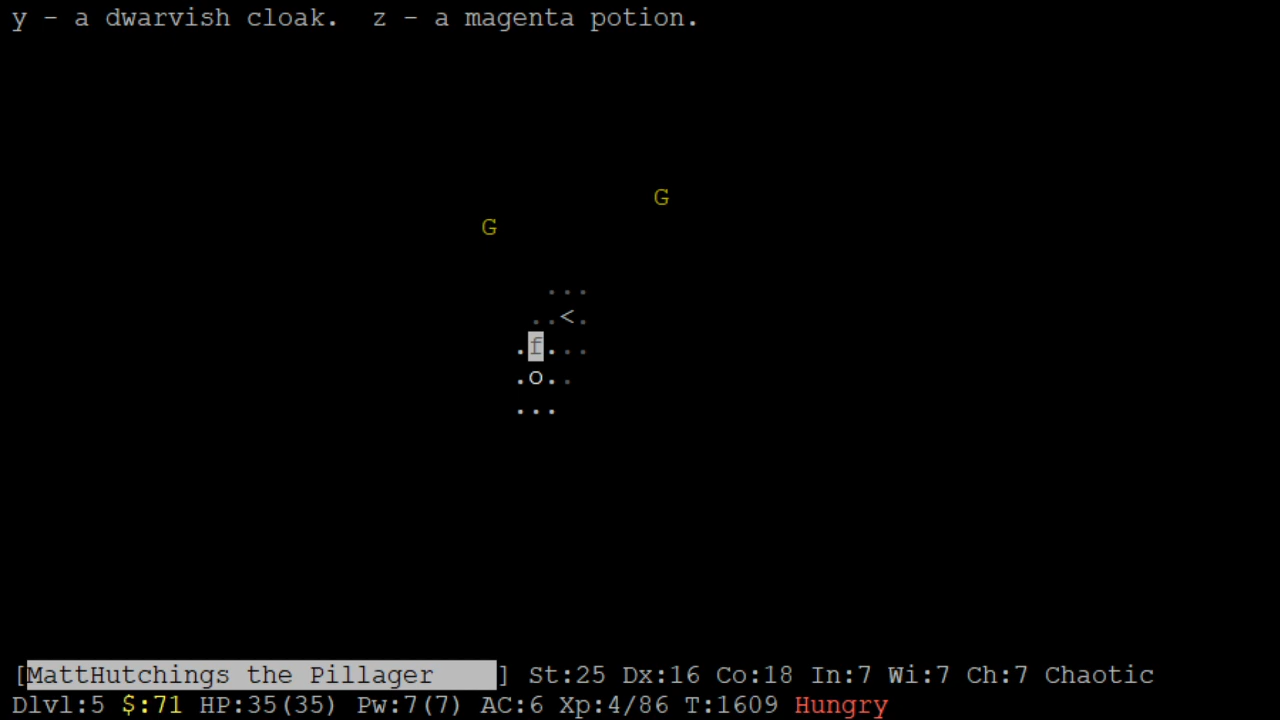 y - a dwarvish cloak.  z - a magenta potion.
G
G
...
..<.
.f...
.o..
...
[MattHutchings the Pillager    ] St:25 Dx:16 Co:18 In:7 Wi:7 Ch:7 Chaotic
Dlvl:5 $:71 HP:35(35) Pw:7(7) AC:6 Xp:4/86 T:1609 Hungry